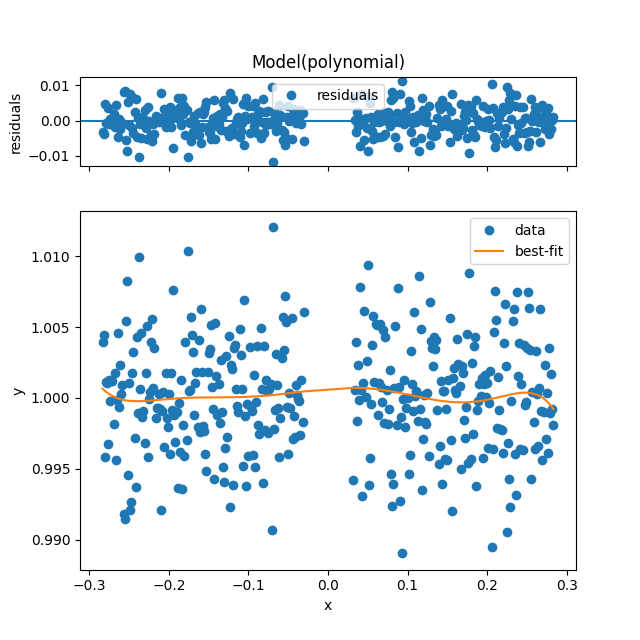 Model(polynomial)
0.01
0.00
−0.01
residuals
residuals
1.010
1.005
1.000
0.995
0.990
y
data
best-fit
−0.3 −0.2 −0.1 0.0 0.1 0.2 0.3
x